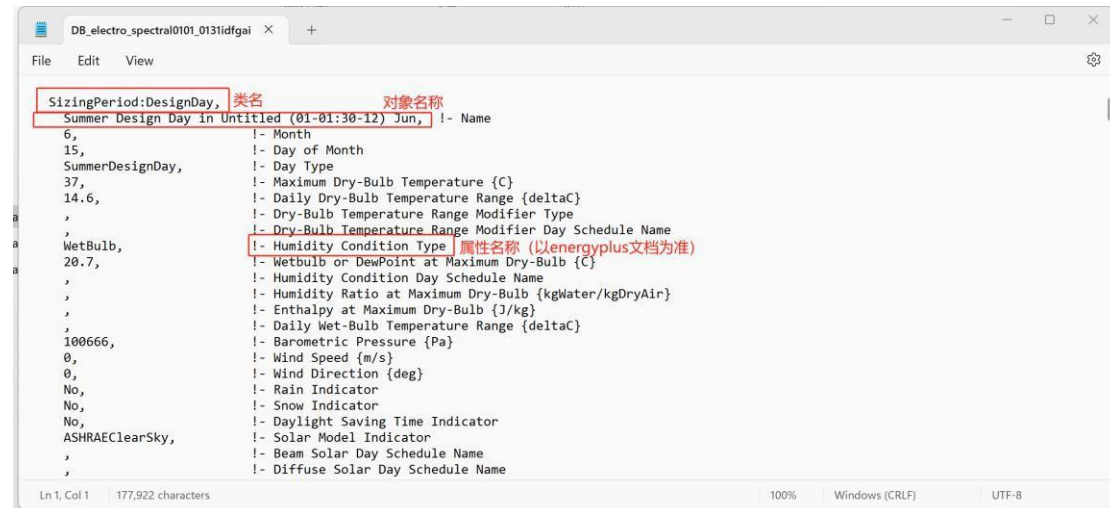 DB_electro_spectral0101_0131idfgai × +
File Edit View
SizingPeriod:DesignDay, 类名 对象名称
Summer Design Day in Untitled (01-01:30-12) Jun, !- Name
6, !- Month
15, !- Day of Month
SummerDesignDay, !- Day Type
37, !- Maximum Dry-Bulb Temperature {C}
14.6, !- Daily Dry-Bulb Temperature Range {deltaC}
, !- Dry-Bulb Temperature Range Modifier Type
, !- Dry-Bulb Temperature Range Modifier Day Schedule Name
WetBulb, !- Humidity Condition Type 属性名称（以energyplus文档为准）
20.7, !- Wetbulb or DewPoint at Maximum Dry-Bulb {C}
, !- Humidity Condition Day Schedule Name
, !- Humidity Ratio at Maximum Dry-Bulb {kgWater/kgDryAir}
, !- Enthalpy at Maximum Dry-Bulb {J/kg}
, !- Daily Wet-Bulb Temperature Range {deltaC}
100666, !- Barometric Pressure {Pa}
0, !- Wind Speed {m/s}
0, !- Wind Direction {deg}
No, !- Rain Indicator
No, !- Snow Indicator
No, !- Daylight Saving Time Indicator
ASHRAEClearSky, !- Solar Model Indicator
, !- Beam Solar Day Schedule Name
, !- Diffuse Solar Day Schedule Name
Ln 1, Col 1 177,922 characters 100% Windows (CRLF) UTF-8